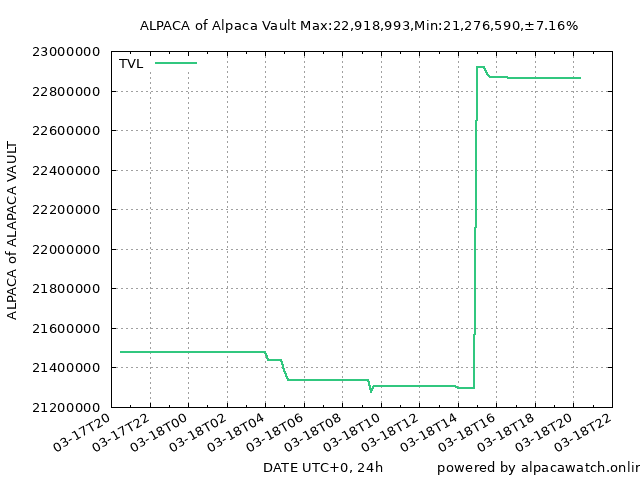 ALPACA of Alpaca Vault Max:22,918,993,Min:21,276,590,±7.16%
TVL
23000000
22800000
22600000
22400000
22200000
22000000
21800000
21600000
21400000
21200000
ALPACA of ALAPACA VAULT
03-17T20
03-17T22
03-18T00
03-18T02
03-18T04
03-18T06
03-18T08
03-18T10
03-18T12
03-18T14
03-18T16
03-18T18
03-18T20
03-18T22
DATE UTC+0, 24h
powered by alpacawatch.onlin